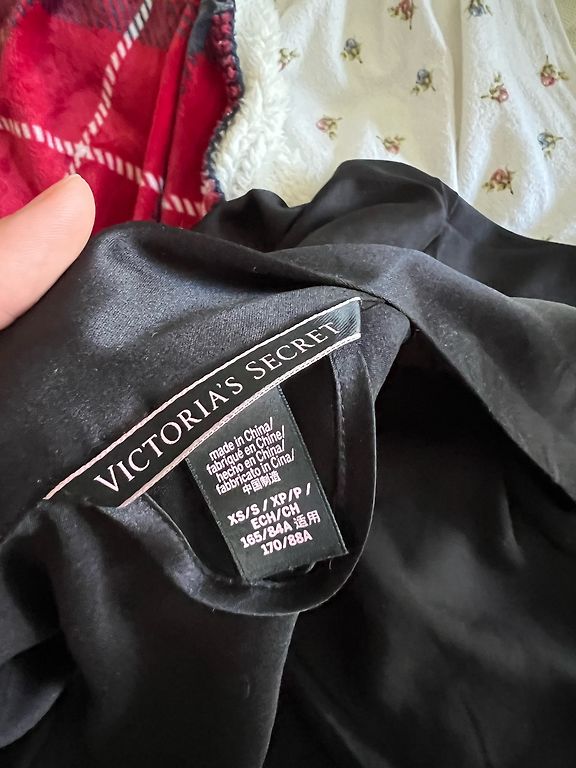 VICTORIA'S SECRET
made in China/
fabriqué en Chine/
hecho en China/
fabbricato in Cina/
中国制造
XS/S / XP/P /
ECH/CH
165/84A 适用
170/88A